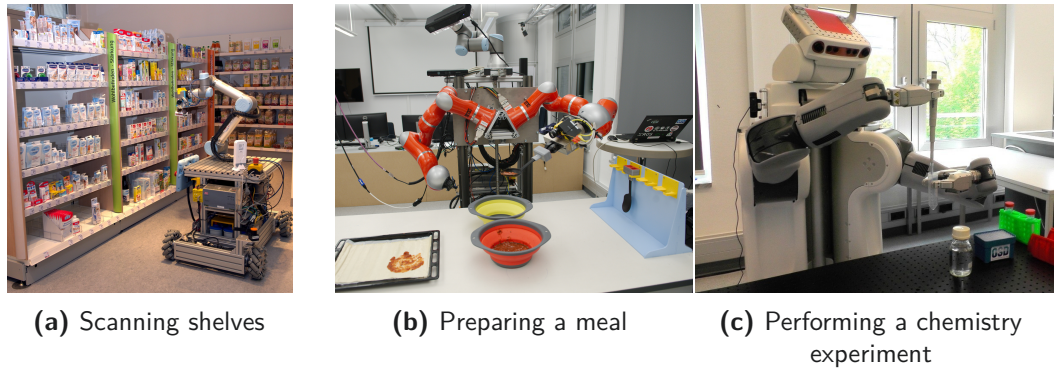 (a) Scanning shelves
(b) Preparing a meal
(c) Performing a chemistry
experiment